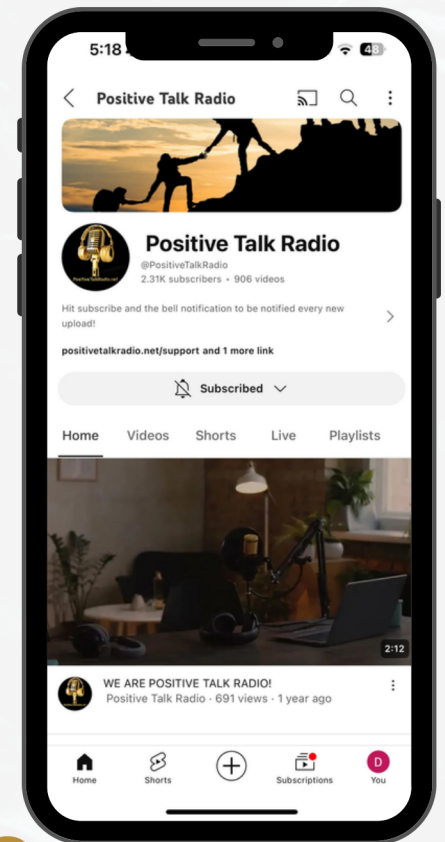 5:18
48
Positive Talk Radio
PositiveTalkRadio.net
Positive Talk Radio
@PositiveTalkRadio
2.31K subscribers • 906 videos
Hit subscribe and the bell notification to be notified every new
upload!
positivetalkradio.net/support and 1 more link
Subscribed
Home Videos Shorts Live Playlists
2:12
WE ARE POSITIVE TALK RADIO!
Positive Talk Radio · 691 views · 1 year ago
D
Home Shorts Subscriptions You